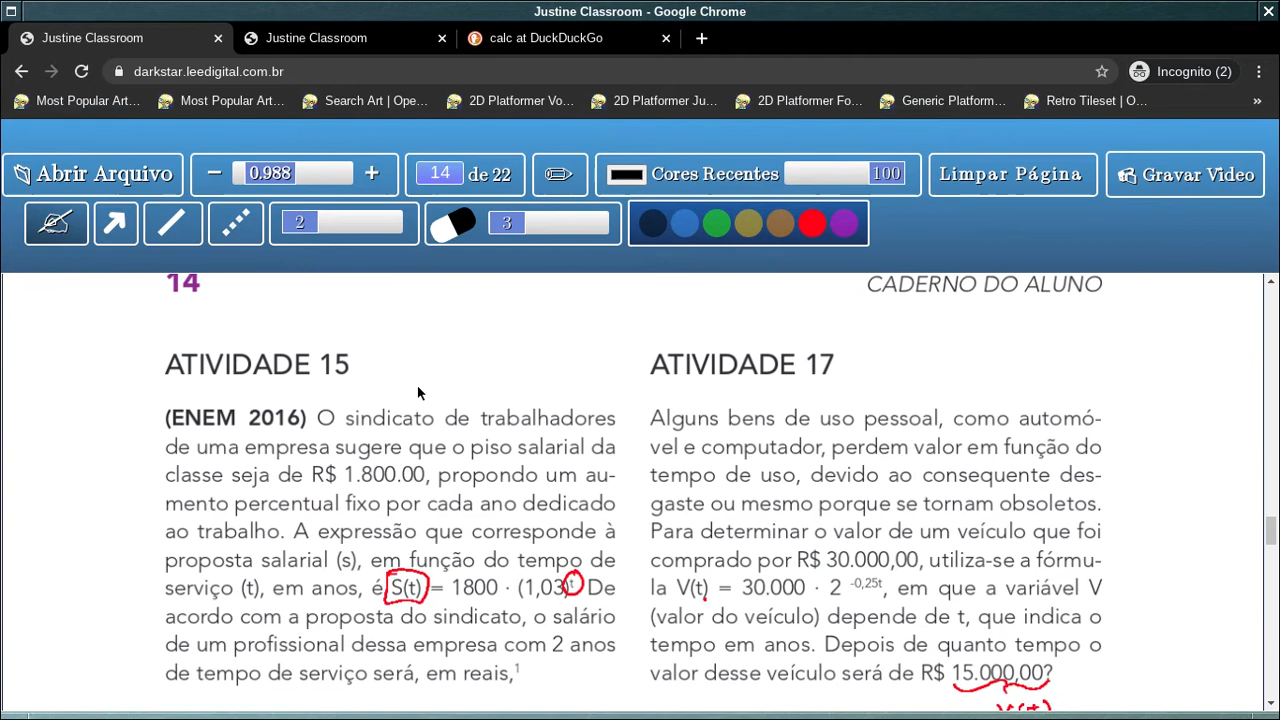 Justine Classroom - Google Chrome
Justine Classroom
Justine Classroom
calc at DuckDuckGo
darkstar.leedigital.com.br
Incognito (2)
Most Popular Art…
Most Popular Art…
Search Art | Ope…
2D Platformer Vo…
2D Platformer Ju…
2D Platformer Fo…
Generic Platform…
Retro Tileset | O…
»
Abrir Arquivo
− 0.988 +
14 de 22
Cores Recentes 100
Limpar Página
Gravar Video
2
3
14
CADERNO DO ALUNO
ATIVIDADE 15
(ENEM 2016) O sindicato de trabalhadores
de uma empresa sugere que o piso salarial da
classe seja de R$ 1.800.00, propondo um au-
mento percentual fixo por cada ano dedicado
ao trabalho. A expressão que corresponde à
proposta salarial (s), em função do tempo de
serviço (t), em anos, é S(t) = 1800 · (1,03)ᵗ De
acordo com a proposta do sindicato, o salário
de um profissional dessa empresa com 2 anos
de tempo de serviço será, em reais,¹
ATIVIDADE 17
Alguns bens de uso pessoal, como automó-
vel e computador, perdem valor em função do
tempo de uso, devido ao consequente des-
gaste ou mesmo porque se tornam obsoletos.
Para determinar o valor de um veículo que foi
comprado por R$ 30.000,00, utiliza-se a fórmu-
la V(t) = 30.000 · 2 ⁻⁰,²⁵ᵗ, em que a variável V
(valor do veículo) depende de t, que indica o
tempo em anos. Depois de quanto tempo o
valor desse veículo será de R$ 15.000,00?
V(t)